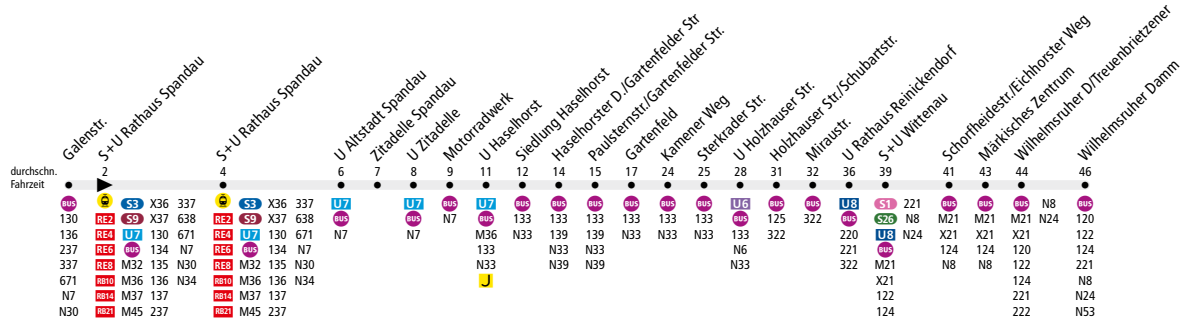 Galenstr.
S+U Rathaus Spandau
S+U Rathaus Spandau
U Altstadt Spandau
Zitadelle Spandau
U Zitadelle
Motorradwerk
U Haselhorst
Siedlung Haselhorst
Haselhorster D./Gartenfelder Str
Paulsternstr./Gartenfelder Str.
Gartenfeld
Kamener Weg
Sterkrader Str.
U Holzhauser Str.
Holzhauser Str./Schubartstr.
Miraustr.
U Rathaus Reinickendorf
S+U Wittenau
Schorfheidestr./Eichhorster Weg
Märkisches Zentrum
Wilhelmsruher D/Treuenbrietzener
Wilhelmsruher Damm
durchschn. 2 4 6 7 8 9 11 12 14 15 17 24 25 28 31 32 36 39 41 43 44 46
Fahrzeit
BUS S3 X36 337 S3 X36 337 U7 U7 BUS U7 BUS BUS BUS BUS BUS BUS U6 BUS BUS U8 S1 221 BUS BUS BUS N8 BUS
130 RE2 S9 X37 638 RE2 S9 X37 638 BUS BUS N7 BUS 133 133 133 133 133 133 BUS 125 322 BUS S26 N8 M21 M21 M21 N24 120
136 RE4 U7 130 671 RE4 U7 130 671 N7 N7 M36 N33 139 139 N33 N33 N33 133 322 220 U8 N24 X21 X21 X21 122
237 RE6 BUS 134 N7 RE6 BUS 134 N7 133 N33 N33 N6 221 BUS 124 124 120 124
337 RE8 M32 135 N30 RE8 M32 135 N30 N33 N39 N39 N33 322 M21 N8 N8 122 221
671 RB10 M36 136 N34 RB10 M36 136 N34 J X21 124 N8
N7 RB14 M37 137 RB14 M37 137 122 221 N24
N30 RB21 M45 237 RB21 M45 237 124 222 N53